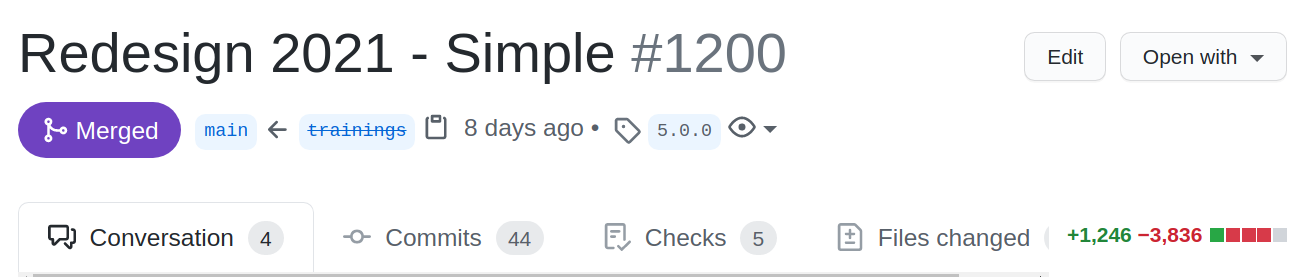 Redesign 2021 - Simple #1200
Edit
Open with
Merged main trainings 8 days ago • 5.0.0
Conversation 4 Commits 44 Checks 5 Files changed +1,246 −3,836